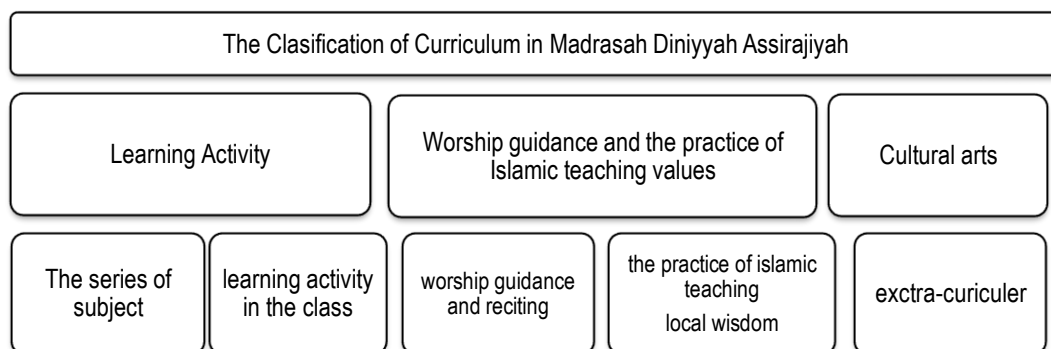 The Clasification of Curriculum in Madrasah Diniyyah Assirajiyah
Learning Activity
Worship guidance and the practice of
Islamic teaching values
Cultural arts
The series of
subject
learning activity
in the class
worship guidance
and reciting
the practice of islamic
teaching
local wisdom
exctra-curiculer